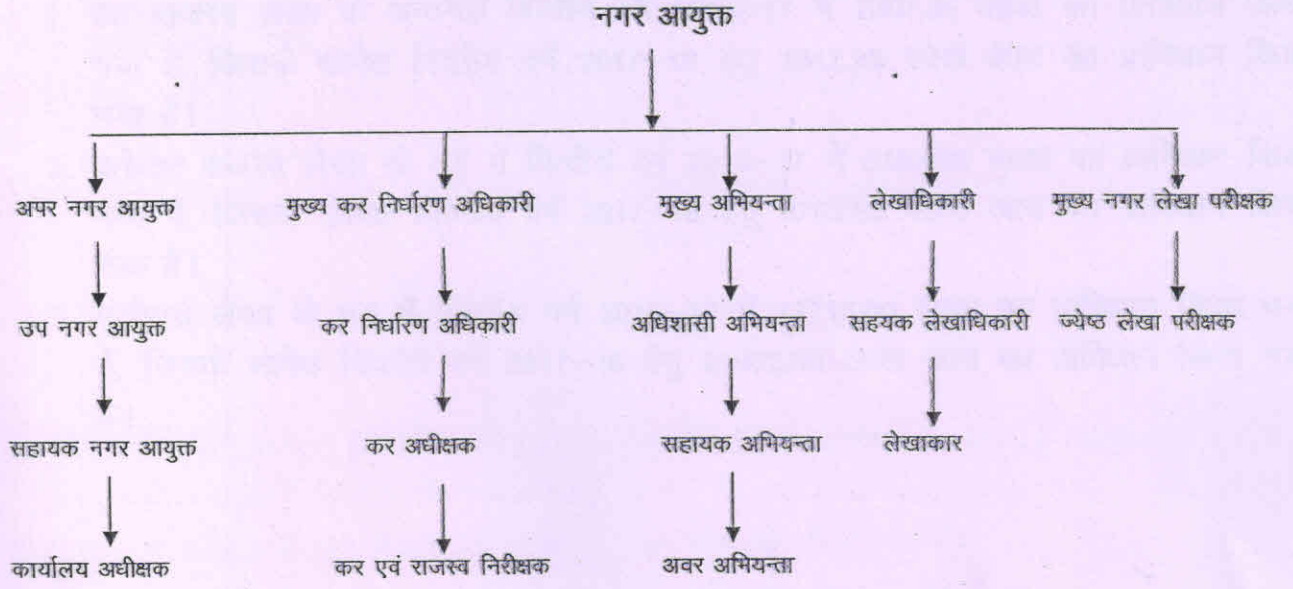 नगर आयुक्त
अपर नगर आयुक्त मुख्य कर निर्धारण अधिकारी मुख्य अभियन्ता लेखाधिकारी मुख्य नगर लेखा परीक्षक
उप नगर आयुक्त कर निर्धारण अधिकारी अधिशासी अभियन्ता सहयक लेखाधिकारी ज्येष्ठ लेखा परीक्षक
सहायक नगर आयुक्त कर अधीक्षक सहायक अभियन्ता लेखाकार
कार्यालय अधीक्षक कर एवं राजस्व निरीक्षक अवर अभियन्ता